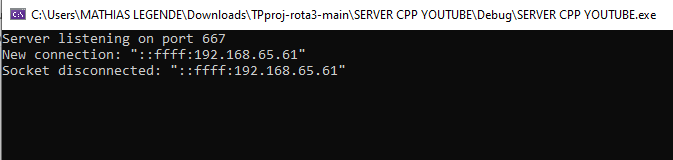 C:\Users\MATHIAS LEGENDE\Downloads\TPproj-rota3-main\SERVER CPP YOUTUBE\Debug\SERVER CPP YOUTUBE.exe
Server listening on port 667
New connection: "::ffff:192.168.65.61"
Socket disconnected: "::ffff:192.168.65.61"